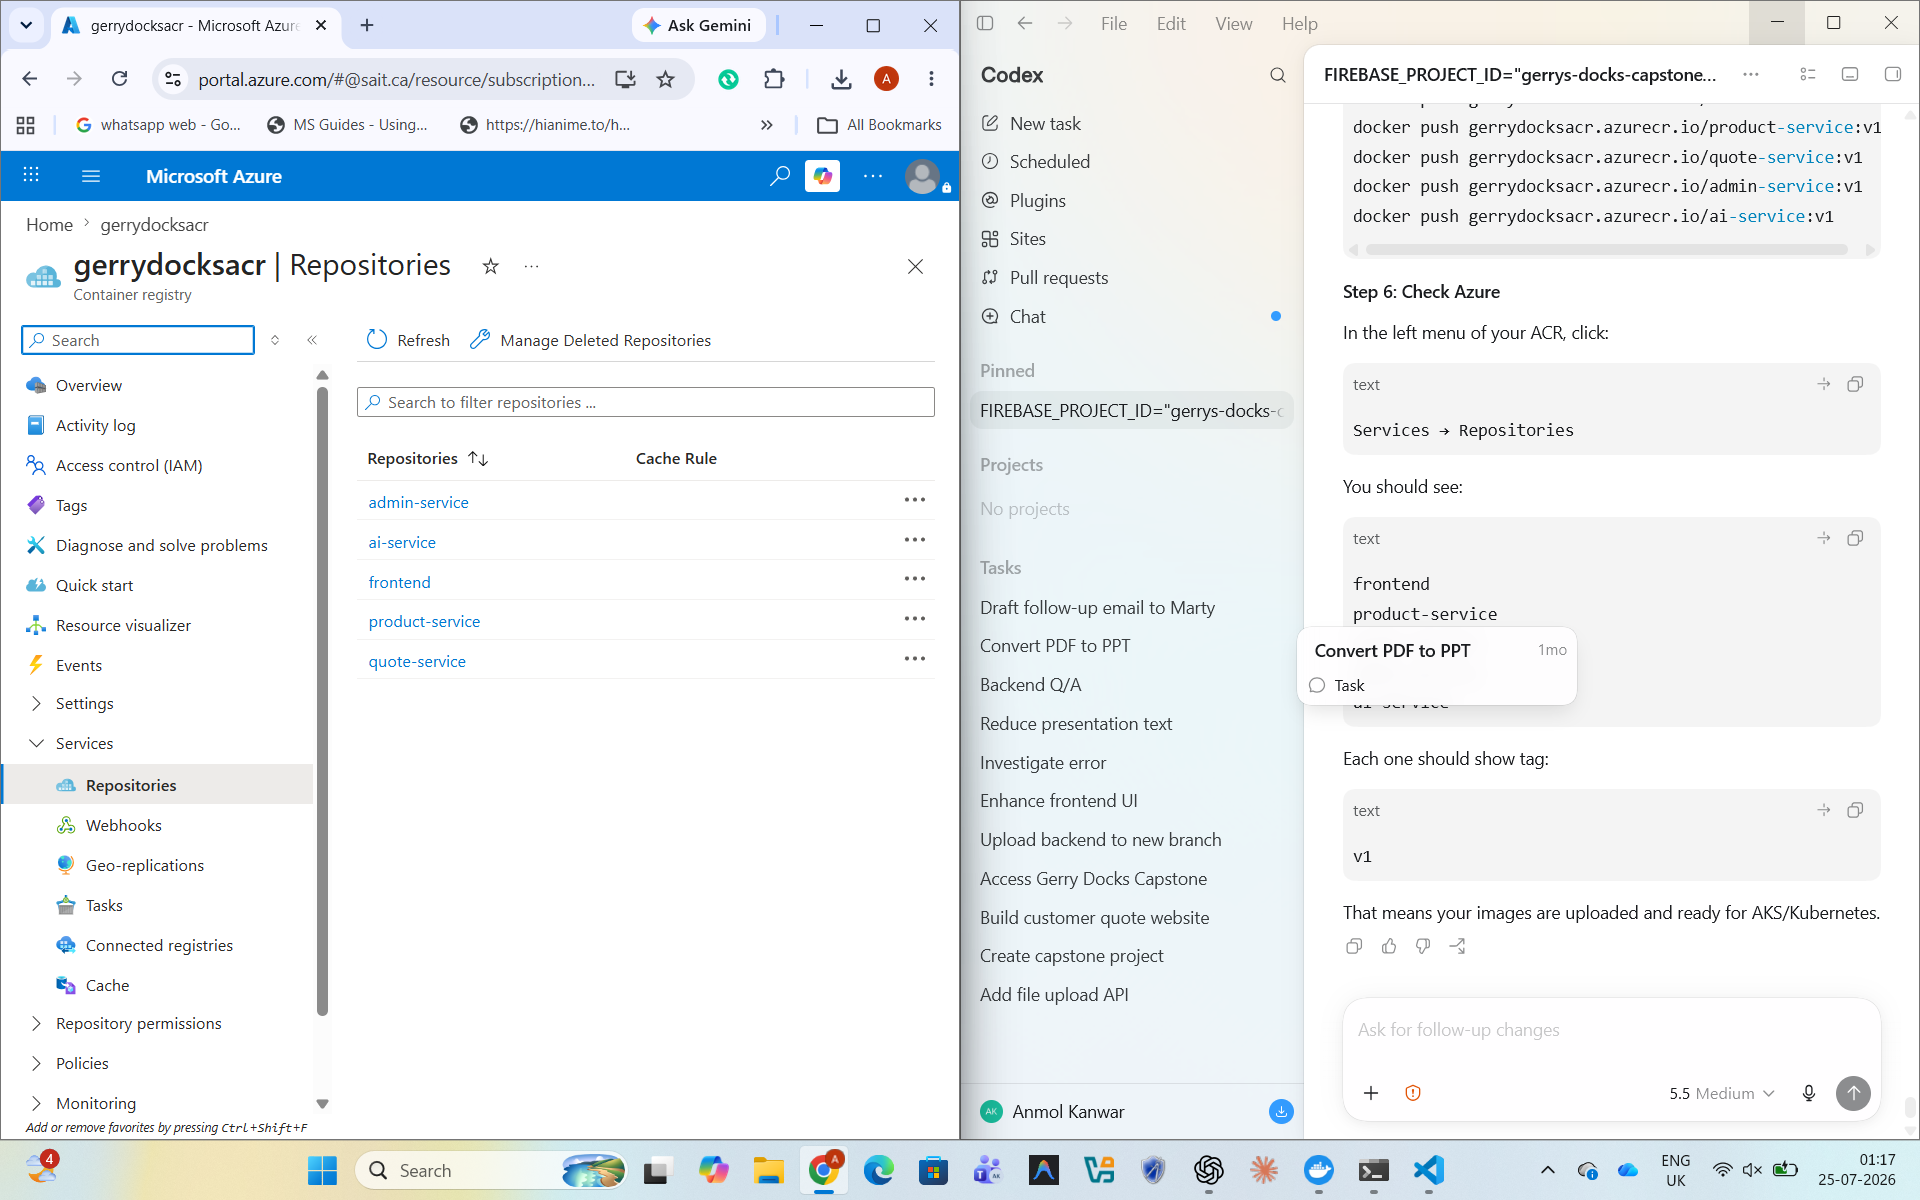 gerrydocksacr - Microsoft Azure
Ask Gemini
portal.azure.com/#@sait.ca/resource/subscription...
A
whatsapp web - Go...
MS Guides - Using...
https://hianime.to/h...
All Bookmarks
Microsoft Azure
Home
gerrydocksacr
gerrydocksacr | Repositories
Container registry
Search
Refresh
Manage Deleted Repositories
Search to filter repositories ...
Overview
Activity log
Access control (IAM)
Tags
Diagnose and solve problems
Quick start
Resource visualizer
Events
Settings
Services
Repositories
Webhooks
Geo-replications
Tasks
Connected registries
Cache
Repository permissions
Policies
Monitoring
Add or remove favorites by pressing Ctrl+Shift+F
Repositories
Cache Rule
admin-service
ai-service
frontend
product-service
quote-service
File
Edit
View
Help
Codex
New task
Scheduled
Plugins
Sites
Pull requests
Chat
Pinned
FIREBASE_PROJECT_ID="gerrys-docks-c
Projects
No projects
Tasks
Draft follow-up email to Marty
Convert PDF to PPT
Backend Q/A
Reduce presentation text
Investigate error
Enhance frontend UI
Upload backend to new branch
Access Gerry Docks Capstone
Build customer quote website
Create capstone project
Add file upload API
AK
Anmol Kanwar
FIREBASE_PROJECT_ID="gerrys-docks-capstone...
docker push gerrydocksacr.azurecr.io/product-service:v1
docker push gerrydocksacr.azurecr.io/quote-service:v1
docker push gerrydocksacr.azurecr.io/admin-service:v1
docker push gerrydocksacr.azurecr.io/ai-service:v1
Step 6: Check Azure
In the left menu of your ACR, click:
text
Services → Repositories
You should see:
text
frontend
product-service
Convert PDF to PPT
1mo
Task
ai-service
Each one should show tag:
text
v1
That means your images are uploaded and ready for AKS/Kubernetes.
Ask for follow-up changes
5.5 Medium
4
Search
A
ENG
UK
01:17
25-07-2026